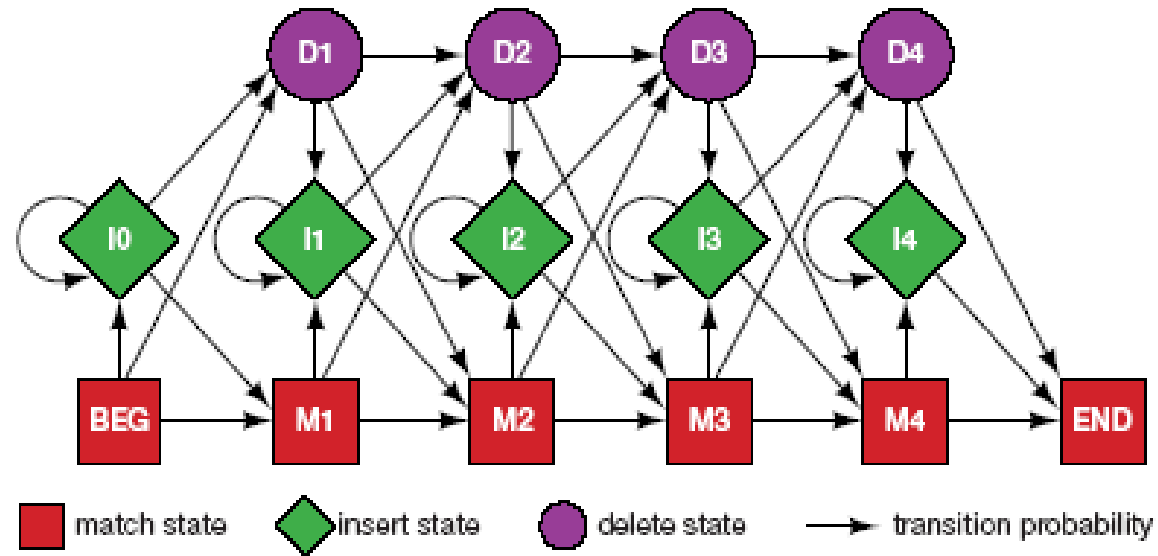 D1 D2 D3 D4
I0 I1 I2 I3 I4
BEG M1 M2 M3 M4 END
match state insert state delete state transition probability